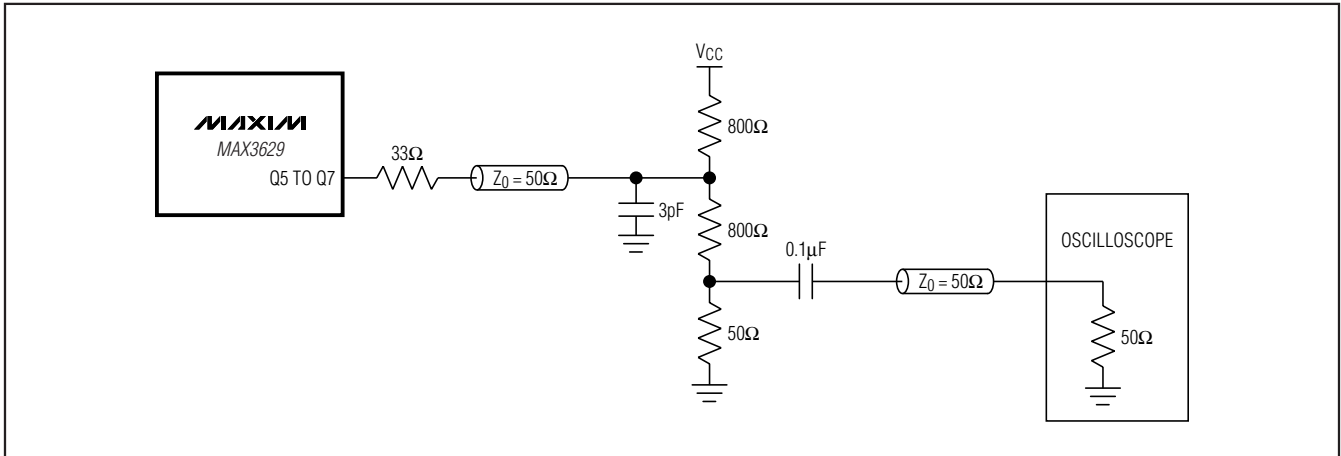 VCC
800Ω
MAXIM
MAX3629
Q5 TO Q7
33Ω
Z0 = 50Ω
3pF
800Ω
0.1µF
Z0 = 50Ω
OSCILLOSCOPE
50Ω
50Ω